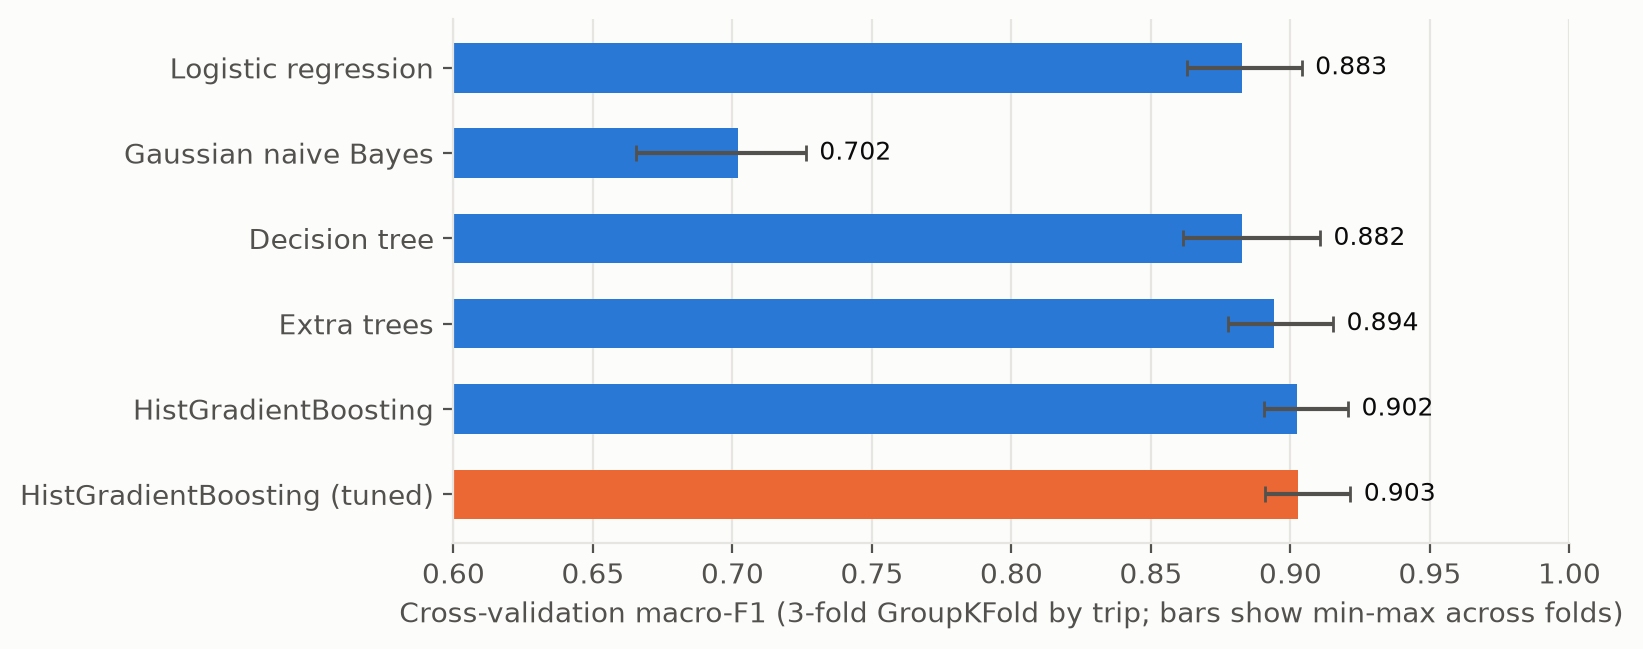 Logistic regression 0.883
Gaussian naive Bayes 0.702
Decision tree 0.882
Extra trees 0.894
HistGradientBoosting 0.902
HistGradientBoosting (tuned) 0.903
0.60 0.65 0.70 0.75 0.80 0.85 0.90 0.95 1.00
Cross-validation macro-F1 (3-fold GroupKFold by trip; bars show min-max across folds)